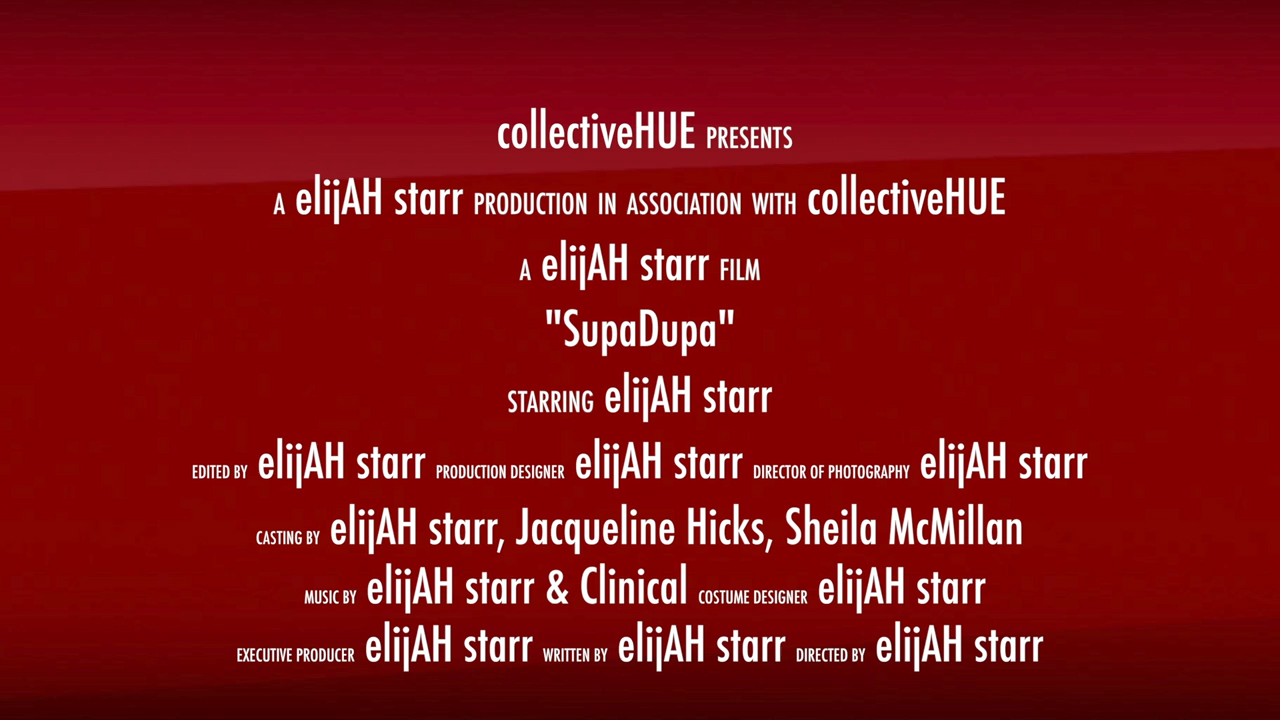 collectiveHUE PRESENTS
A elijAH starr PRODUCTION IN ASSOCIATION WITH collectiveHUE
A elijAH starr FILM
"SupaDupa"
STARRING elijAH starr
EDITED BY elijAH starr PRODUCTION DESIGNER elijAH starr DIRECTOR OF PHOTOGRAPHY elijAH starr
CASTING BY elijAH starr, Jacqueline Hicks, Sheila McMillan
MUSIC BY elijAH starr & Clinical COSTUME DESIGNER elijAH starr
EXECUTIVE PRODUCER elijAH starr WRITTEN BY elijAH starr DIRECTED BY elijAH starr